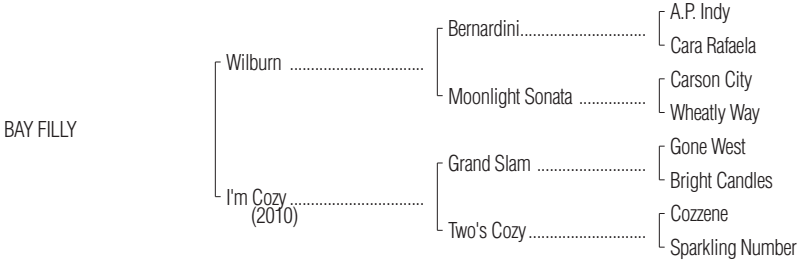 A.P. Indy
Bernardini..............................
Cara Rafaela
Wilburn ................................
Carson City
Moonlight Sonata ................
Wheatly Way
BAY FILLY
Gone West
Grand Slam ..........................
Bright Candles
I'm Cozy................................
(2010)
Cozzene
Two's Cozy............................
Sparkling Number